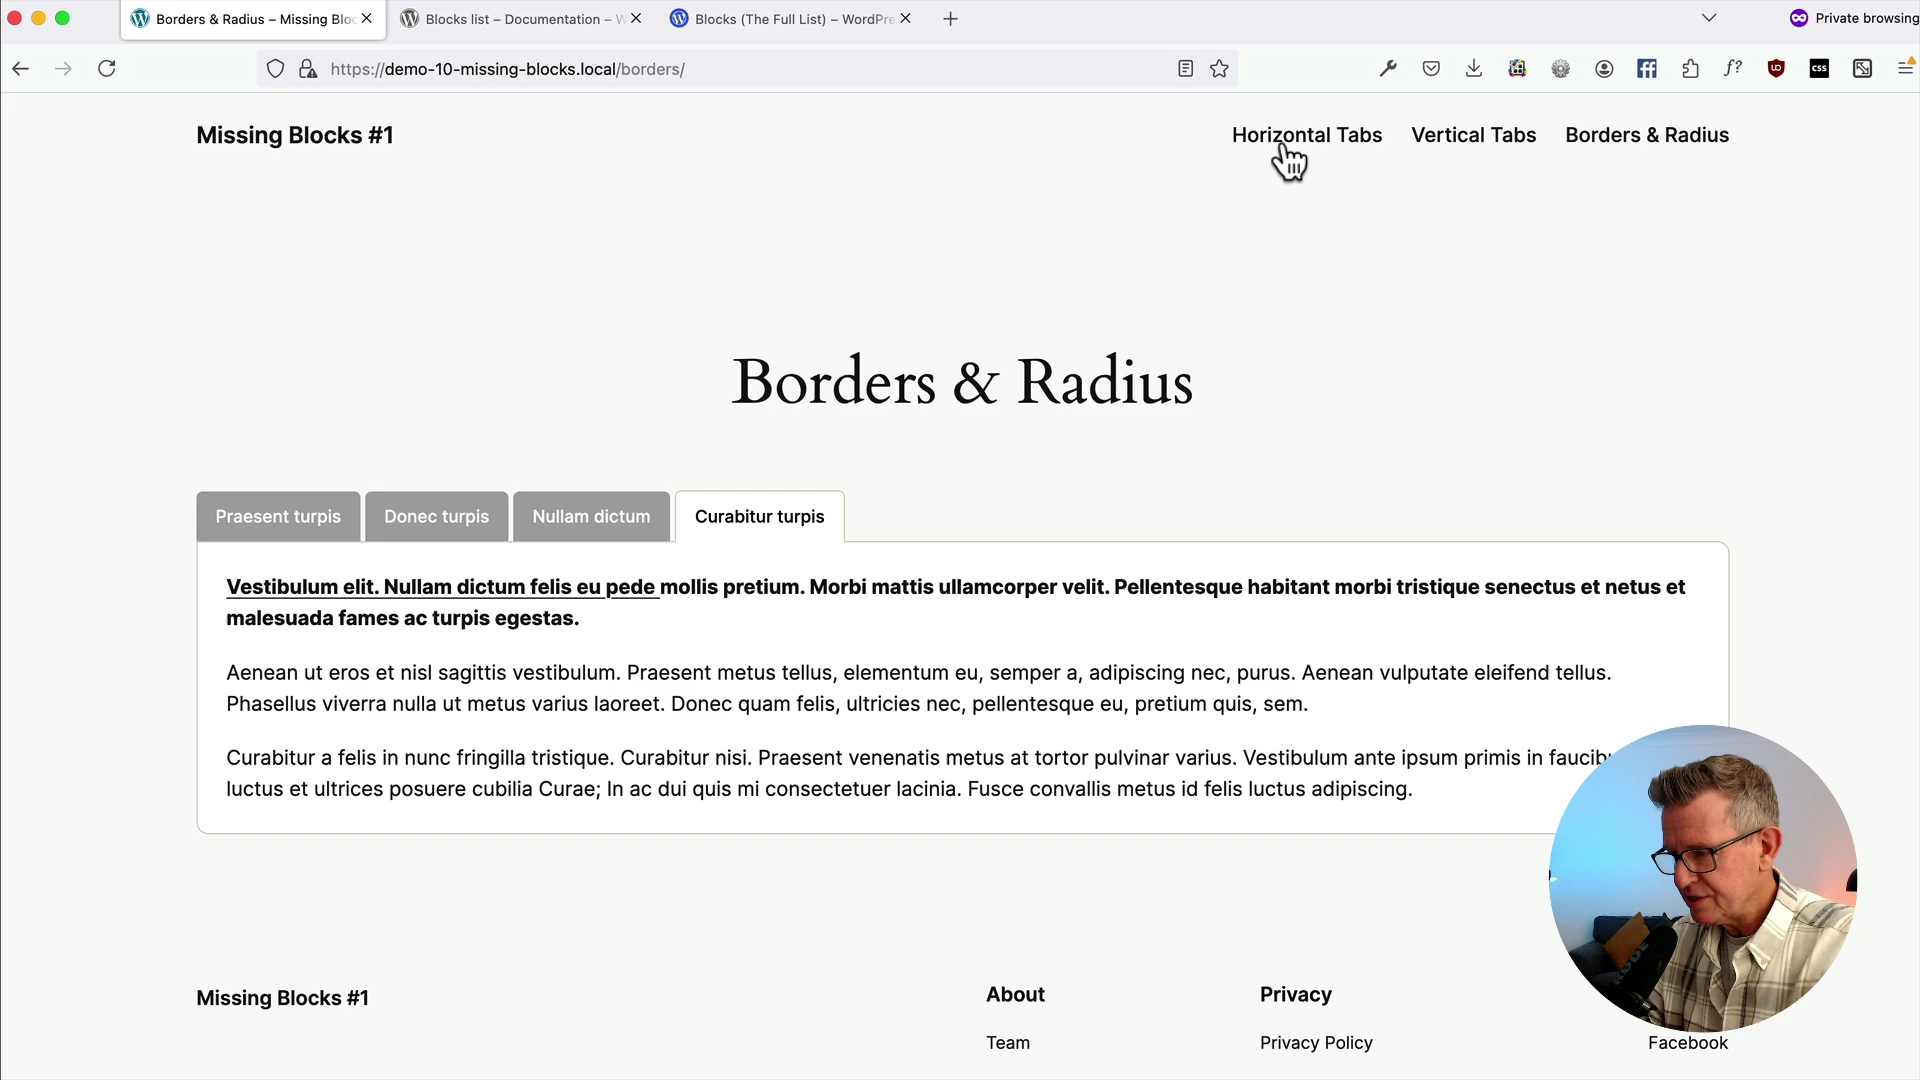 Borders & Radius – Missing Bloc
Blocks list – Documentation – W
Blocks (The Full List) – WordPre
Private browsing
https://demo-10-missing-blocks.local/borders/
f?
css
Missing Blocks #1
Horizontal Tabs
Vertical Tabs
Borders & Radius
Borders & Radius
Praesent turpis
Donec turpis
Nullam dictum
Curabitur turpis
Vestibulum elit. Nullam dictum felis eu pede mollis pretium. Morbi mattis ullamcorper velit. Pellentesque habitant morbi tristique senectus et netus et
malesuada fames ac turpis egestas.
Aenean ut eros et nisl sagittis vestibulum. Praesent metus tellus, elementum eu, semper a, adipiscing nec, purus. Aenean vulputate eleifend tellus.
Phasellus viverra nulla ut metus varius laoreet. Donec quam felis, ultricies nec, pellentesque eu, pretium quis, sem.
Curabitur a felis in nunc fringilla tristique. Curabitur nisi. Praesent venenatis metus at tortor pulvinar varius. Vestibulum ante ipsum primis in faucib
luctus et ultrices posuere cubilia Curae; In ac dui quis mi consectetuer lacinia. Fusce convallis metus id felis luctus adipiscing.
Missing Blocks #1
About
Privacy
Team
Privacy Policy
Facebook